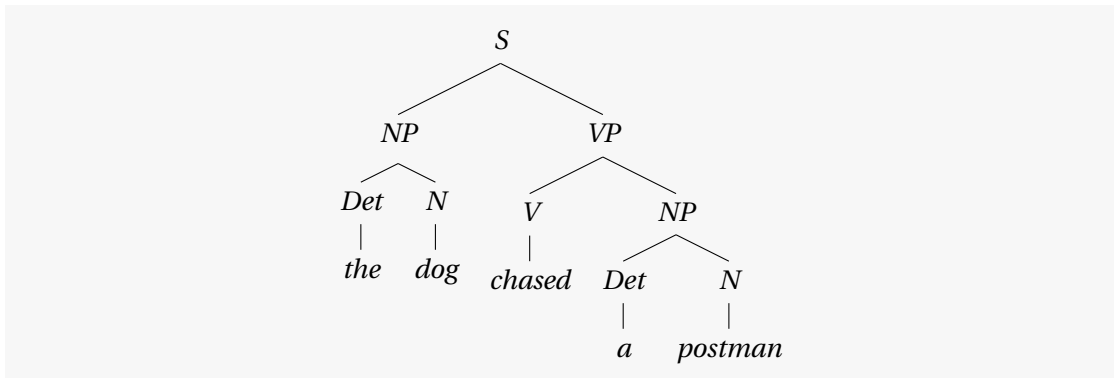 S
NP VP
Det N V NP
the dog chased Det N
a postman